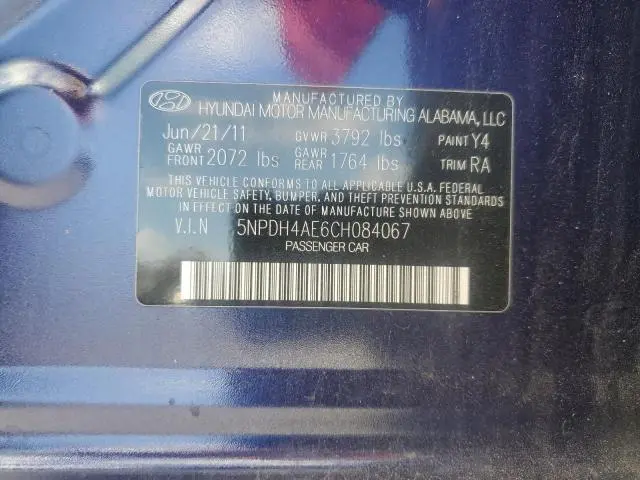 MANUFACTURED BY
HYUNDAI MOTOR MANUFACTURING ALABAMA, LLC
Jun/21/11 GVWR 3792 lbs PAINT Y4
GAWR FRONT 2072 lbs GAWR REAR 1764 lbs TRIM RA
THIS VEHICLE CONFORMS TO ALL APPLICABLE U.S.A. FEDERAL
MOTOR VEHICLE SAFETY, BUMPER, AND THEFT PREVENTION STANDARDS
IN EFFECT ON THE DATE OF MANUFACTURE SHOWN ABOVE
V.I.N 5NPDH4AE6CH084067
PASSENGER CAR